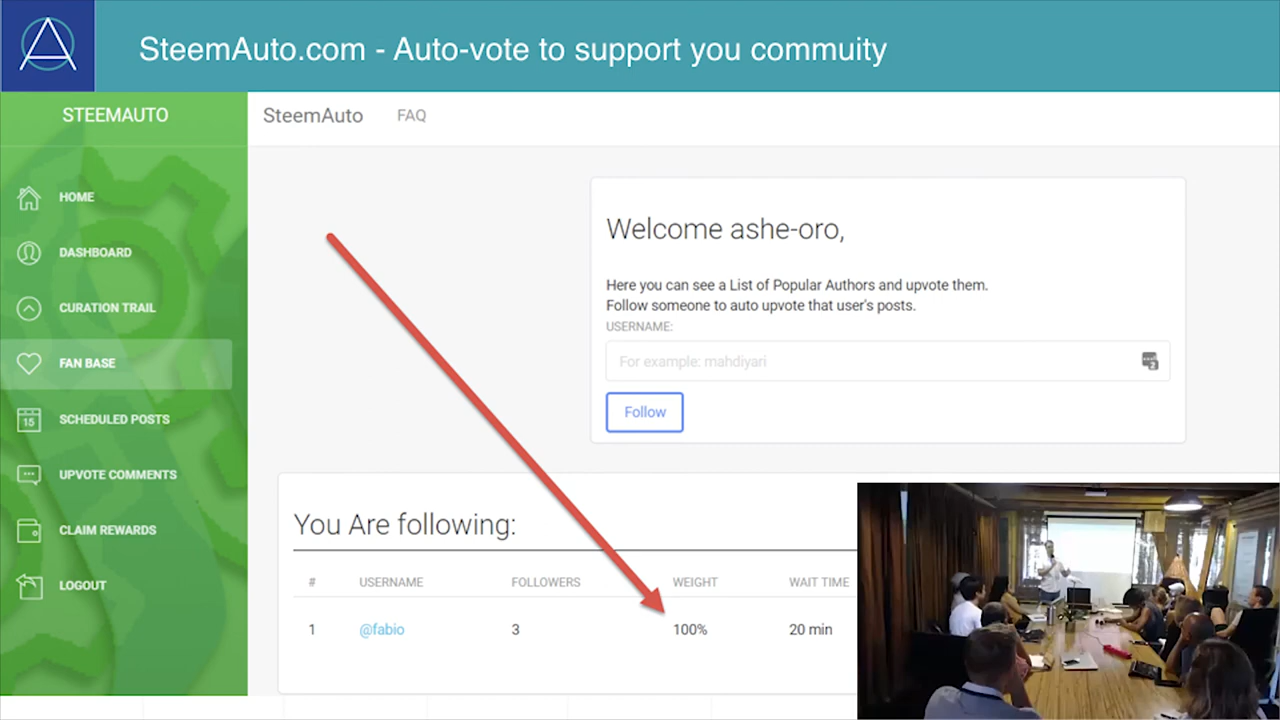 SteemAuto.com - Auto-vote to support you commuity
STEEMAUTO
SteemAuto
FAQ
HOME
DASHBOARD
CURATION TRAIL
FAN BASE
15
SCHEDULED POSTS
UPVOTE COMMENTS
CLAIM REWARDS
LOGOUT
Welcome ashe-oro,
Here you can see a List of Popular Authors and upvote them.
Follow someone to auto upvote that user's posts.
USERNAME:
For example: mahdiyari
2
Follow
You Are following:
# USERNAME FOLLOWERS WEIGHT WAIT TIME
1 @fabio 3 100% 20 min